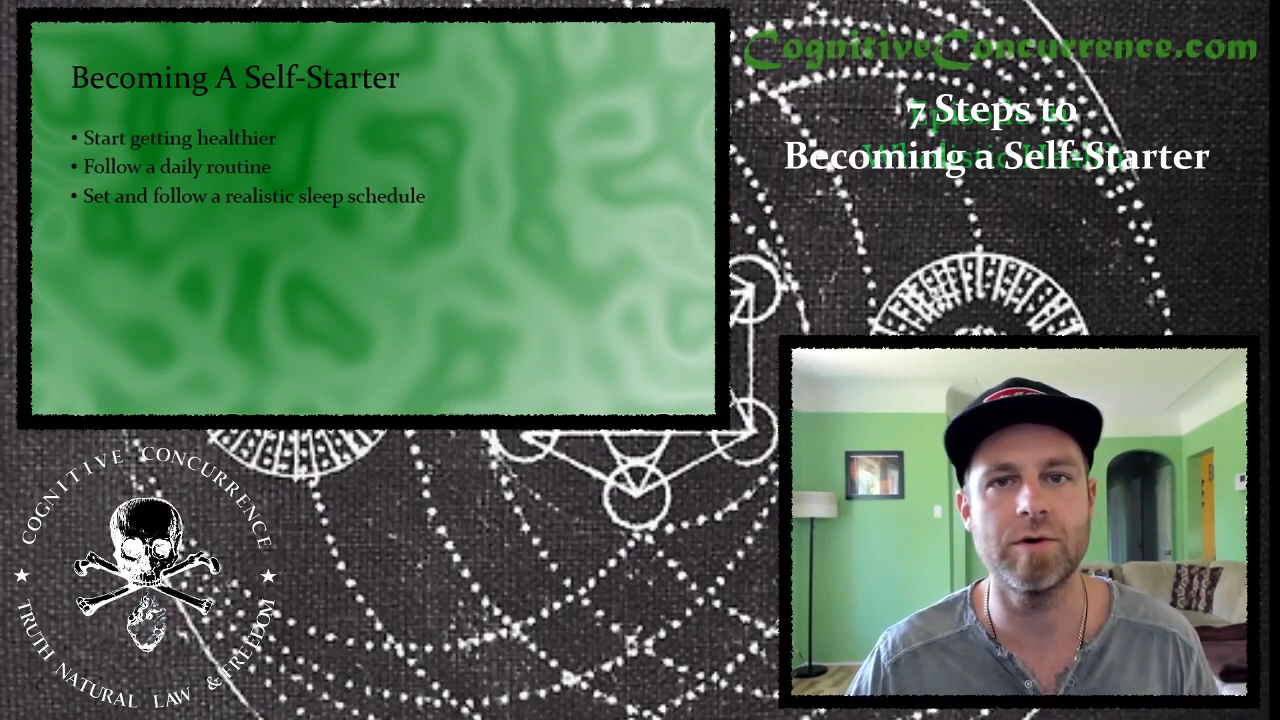 Becoming A Self-Starter
• Start getting healthier
• Follow a daily routine
• Set and follow a realistic sleep schedule
CognitiveConcurrence.com
7 Steps to
Becoming a Self-Starter
COGNITIVE CONCURRENCE
TRUTH NATURAL LAW & FREEDOM